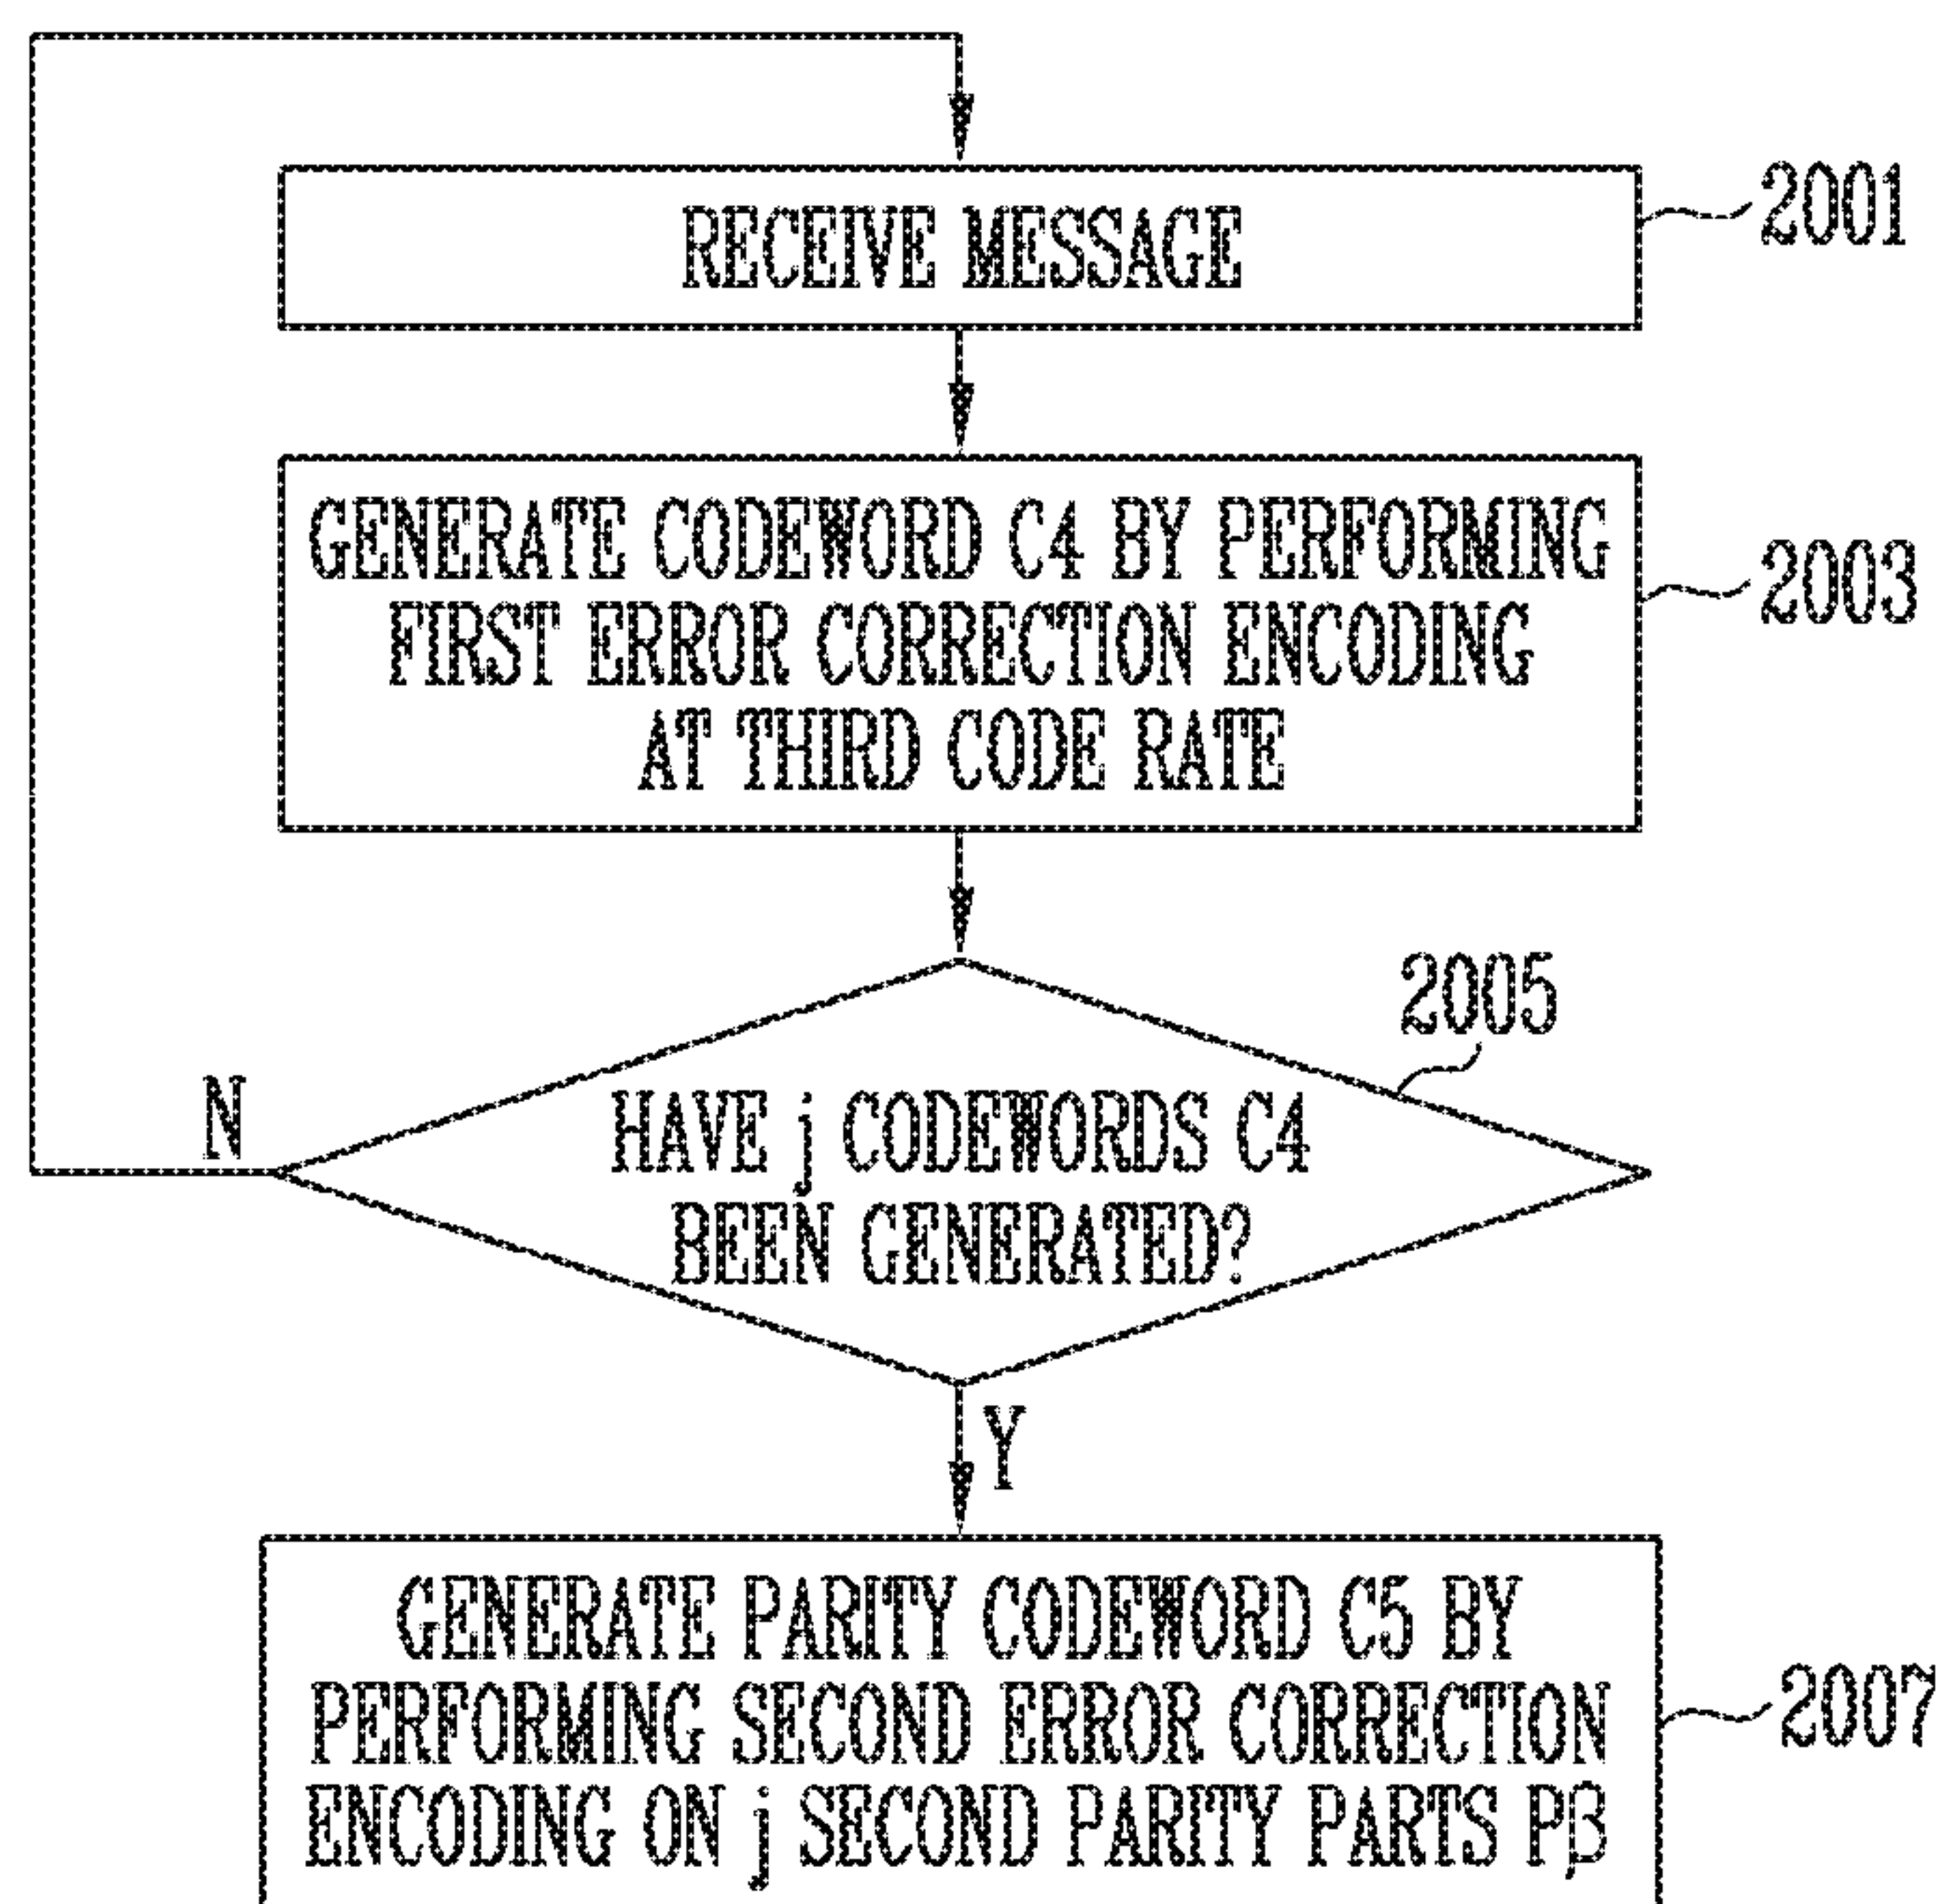 RECEIVE MESSAGE
2001
GENERATE CODEWORD C4 BY PERFORMING
FIRST ERROR CORRECTION ENCODING
AT THIRD CODE RATE
2003
2005
HAVE j CODEWORDS C4
BEEN GENERATED?
N
Y
GENERATE PARITY CODEWORD C5 BY
PERFORMING SECOND ERROR CORRECTION
ENCODING ON j SECOND PARITY PARTS Pβ
2007